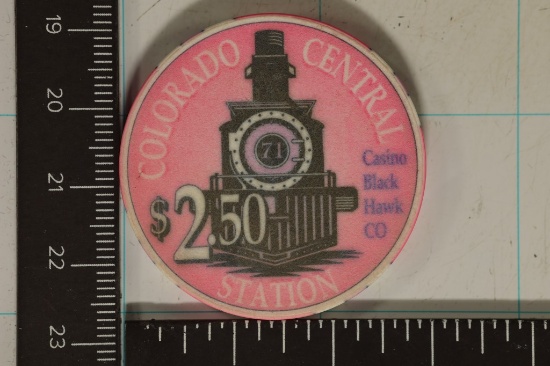 19
20
21
22
23
COLORADO CENTRAL
71
Casino
Black
Hawk
CO
$2.50
STATION